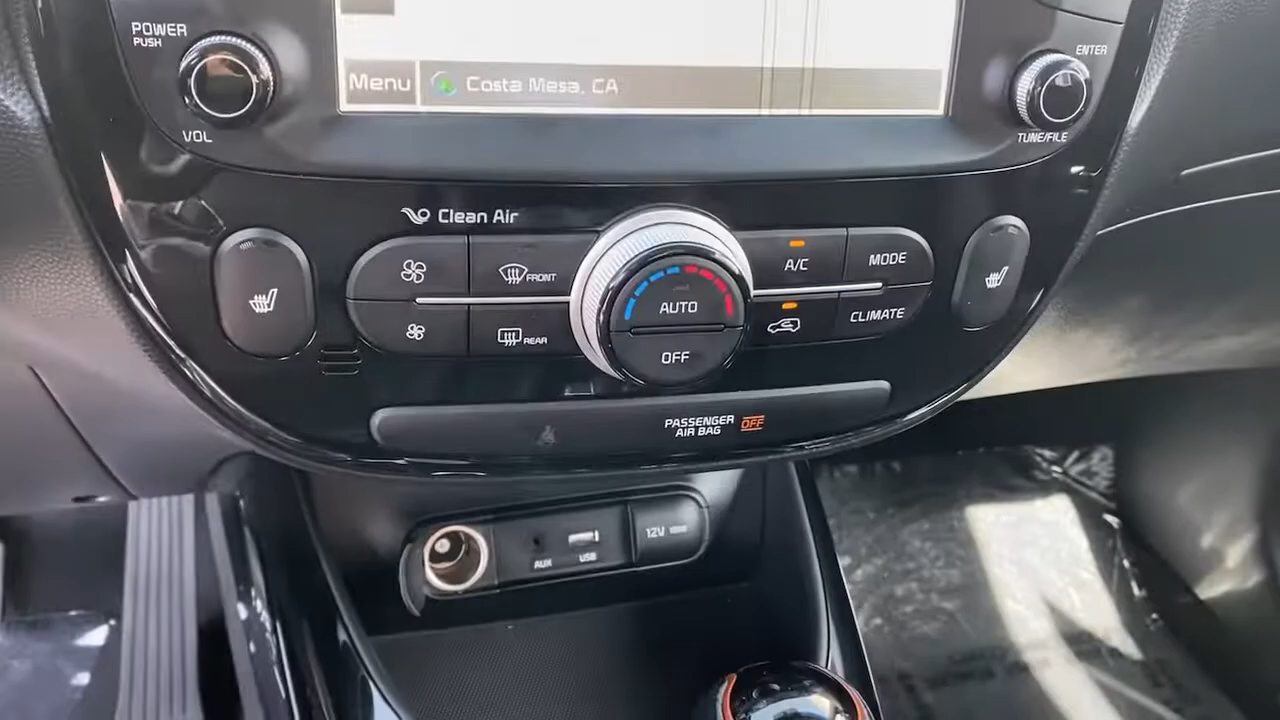 POWER
PUSH
VOL
Menu
Costa Mesa, CA
ENTER
TUNE/FILE
Clean Air
FRONT
REAR
AUTO
OFF
A/C
MODE
CLIMATE
PASSENGER
AIR BAG
OFF
AUX
USB
12V